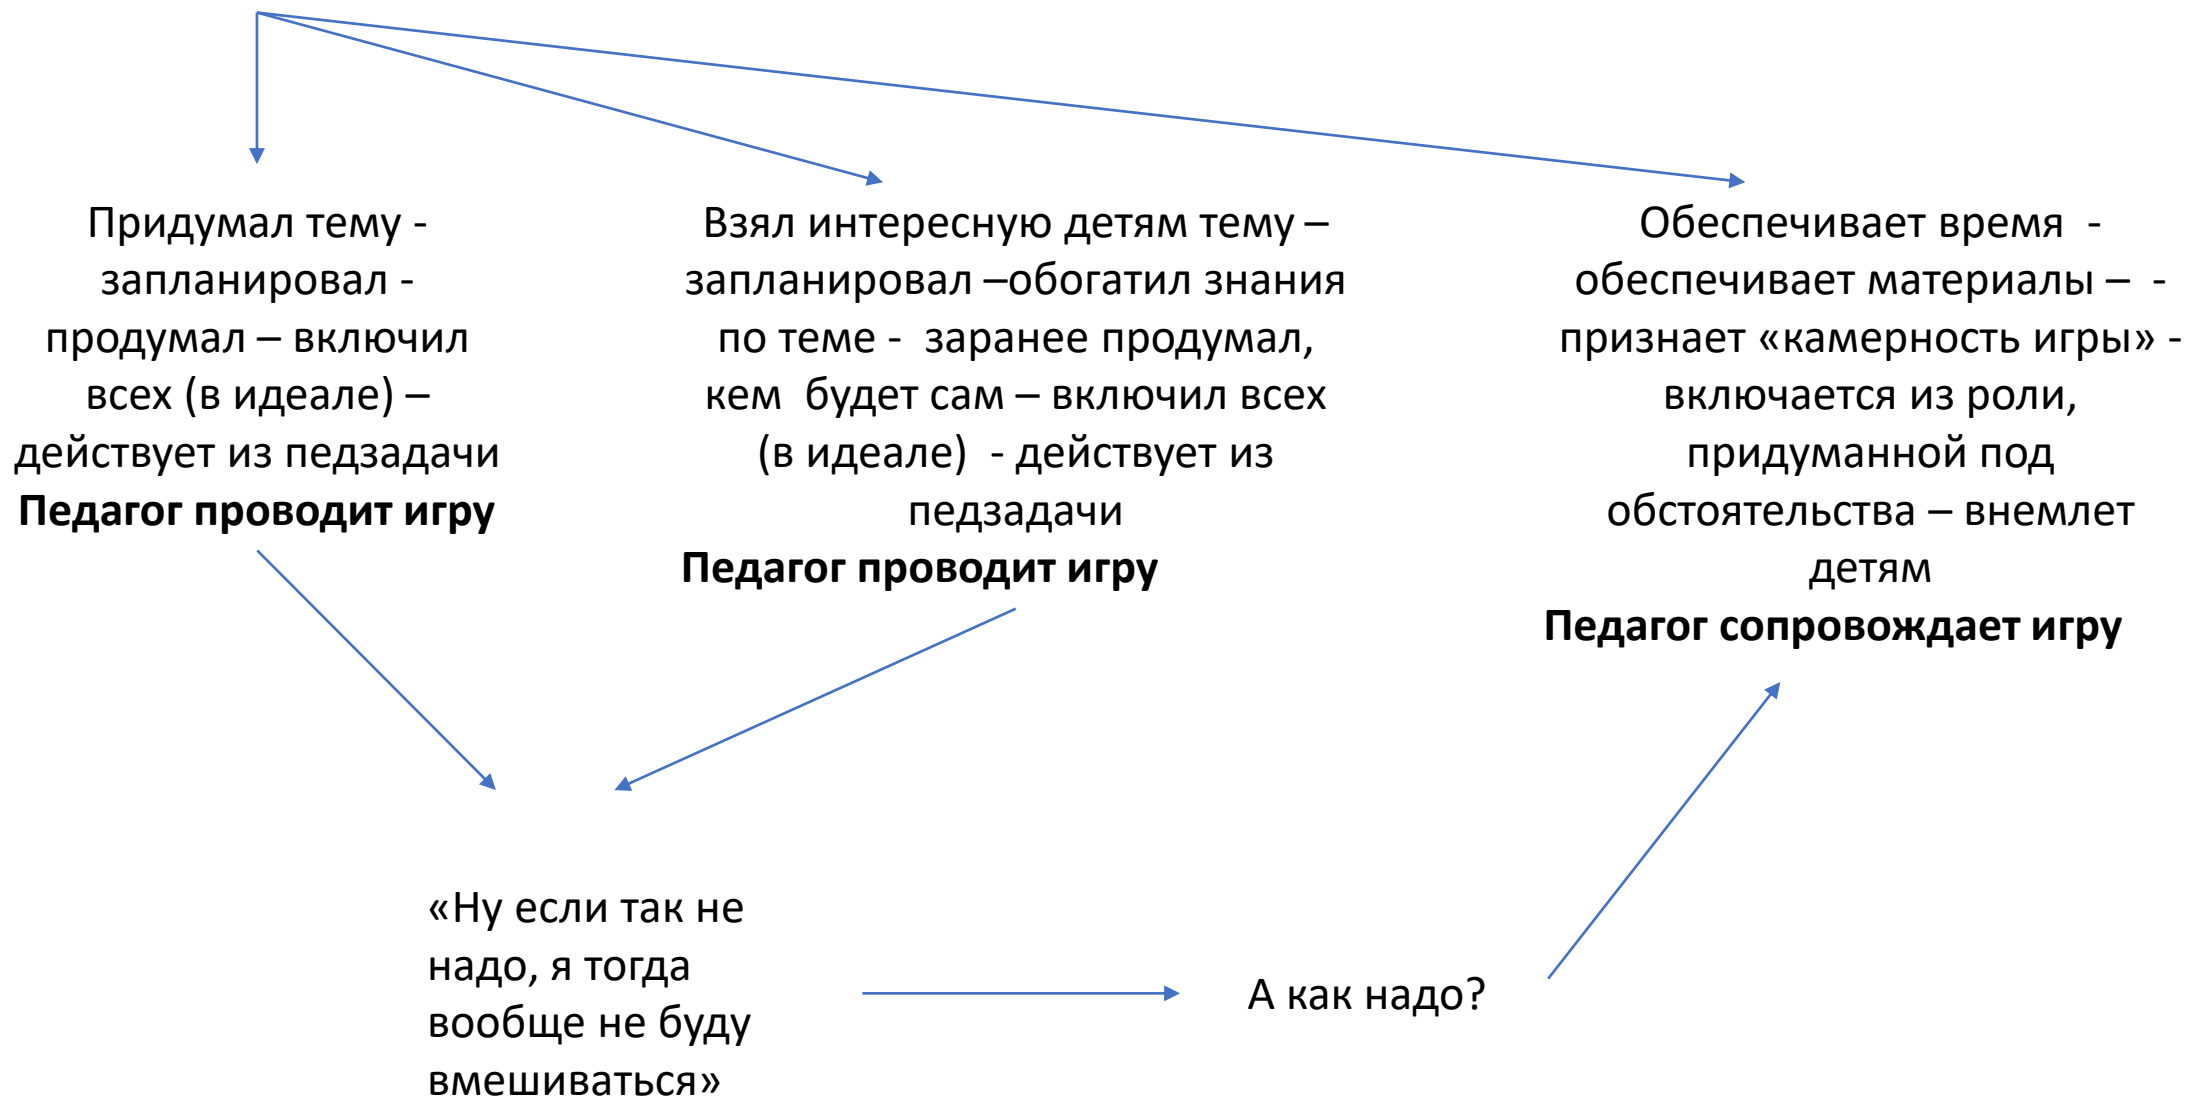 Придумал тему -
запланировал -
продумал – включил
всех (в идеале) –
действует из педзадачи
Педагог проводит игру
Взял интересную детям тему –
запланировал –обогатил знания
по теме - заранее продумал,
кем будет сам – включил всех
(в идеале) - действует из
педзадачи
Педагог проводит игру
Обеспечивает время -
обеспечивает материалы – -
признает «камерность игры» -
включается из роли,
придуманной под
обстоятельства – внемлет
детям
Педагог сопровождает игру
«Ну если так не
надо, я тогда
вообще не буду
вмешиваться»
А как надо?